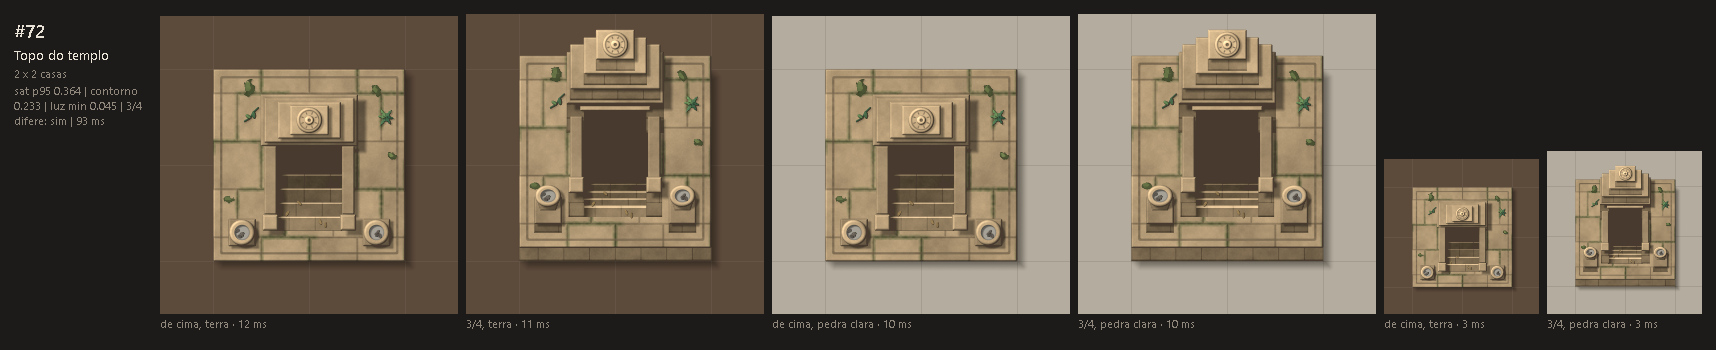 #72
Topo do templo
2 x 2 casas
sat p95 0.364 | contorno
0.233 | luz min 0.045 | 3/4
difere: sim | 93 ms
de cima, terra · 12 ms
3/4, terra · 11 ms
de cima, pedra clara · 10 ms
3/4, pedra clara · 10 ms
de cima, terra · 3 ms
3/4, pedra clara · 3 ms